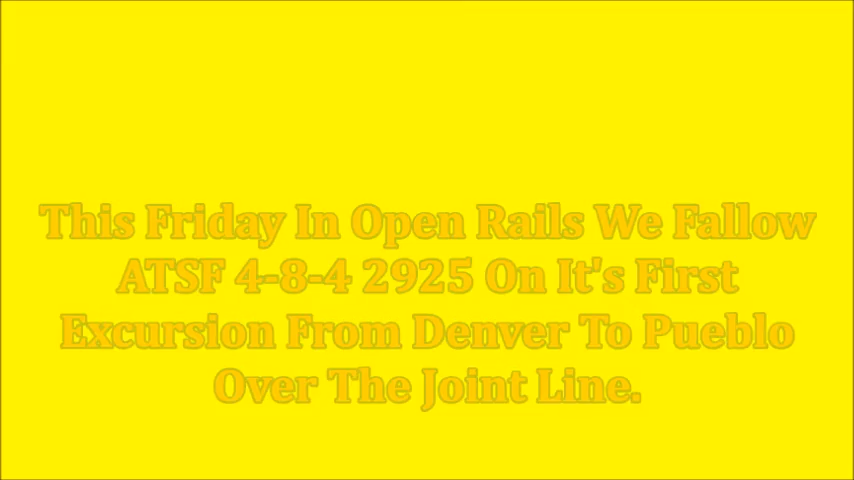 This Friday In Open Rails We Fallow
ATSF 4-8-4 2925 On It's First
Excursion From Denver To Pueblo
Over The Joint Line.